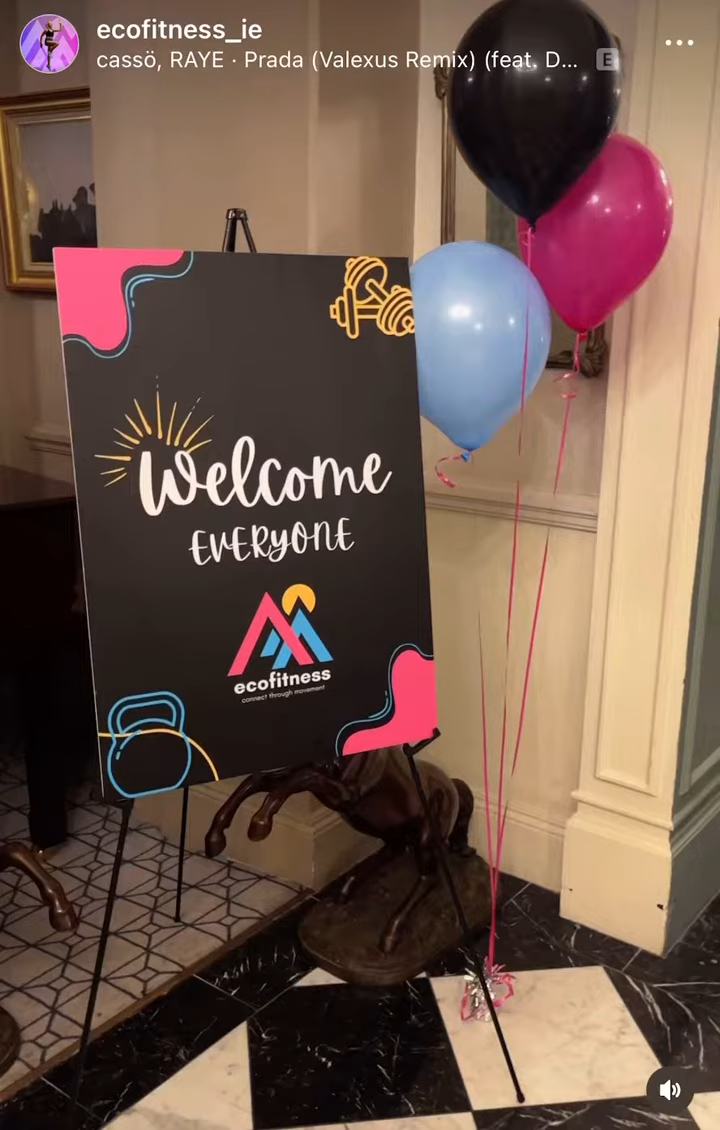 ecofitness_ie
cassö, RAYE · Prada (Valexus Remix) (feat. D...
E
Welcome
EVERYONE
ecofitness
connect through movement